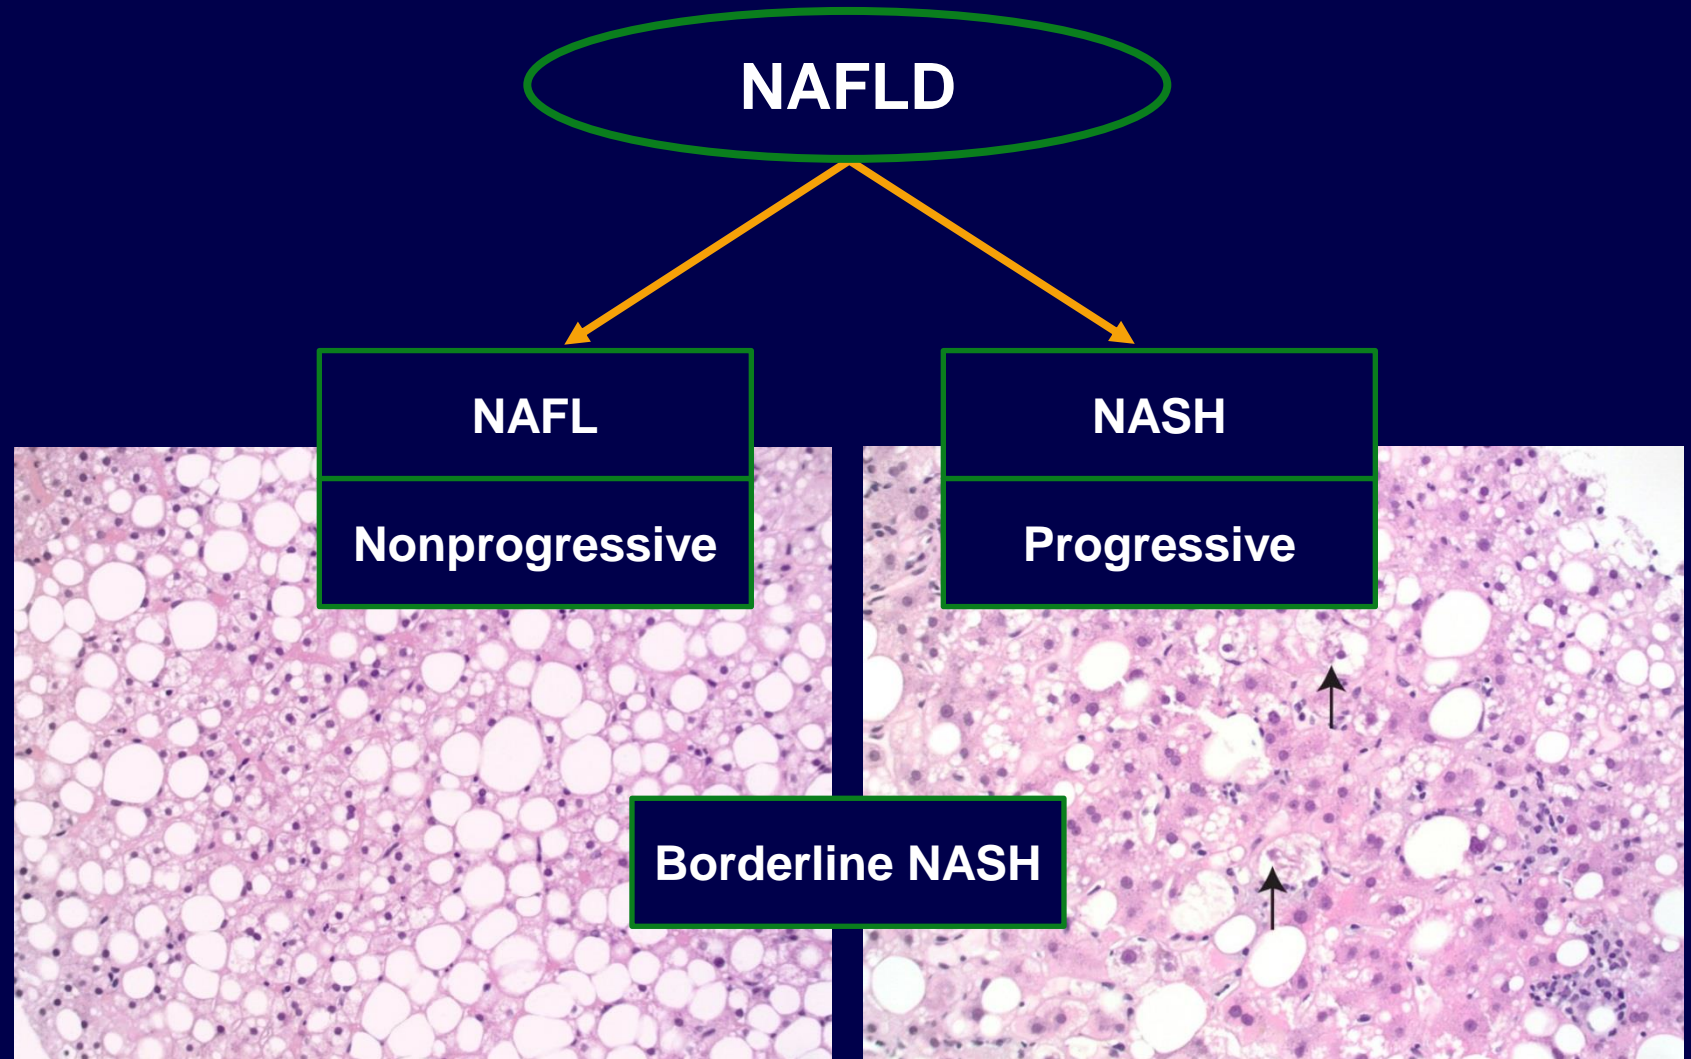 NAFLD
NAFL
NASH
Nonprogressive
Progressive
Borderline NASH